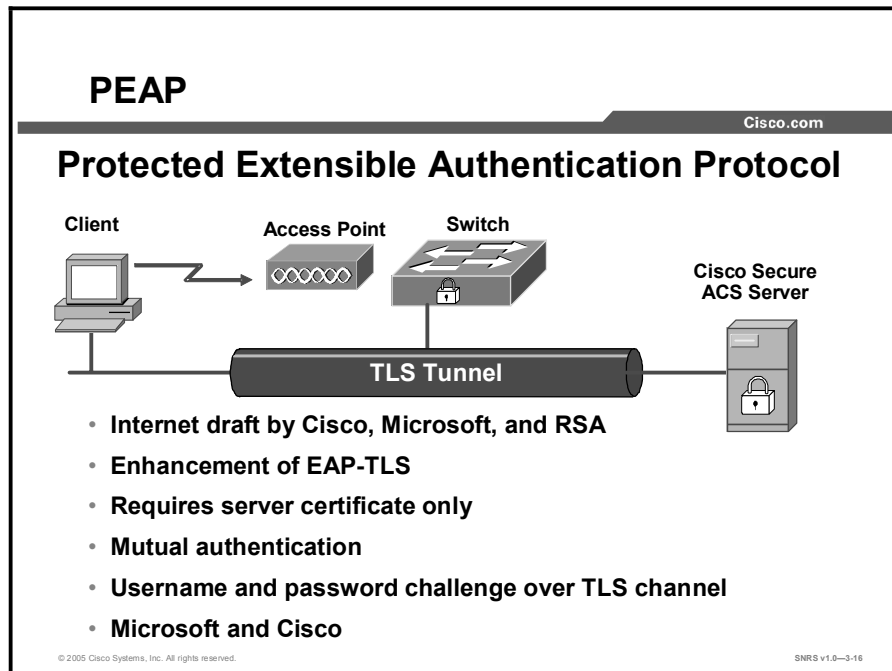 PEAP
Cisco.com
Protected Extensible Authentication Protocol
Client
Access Point
Switch
Cisco Secure
ACS Server
TLS Tunnel
• Internet draft by Cisco, Microsoft, and RSA
• Enhancement of EAP-TLS
• Requires server certificate only
• Mutual authentication
• Username and password challenge over TLS channel
• Microsoft and Cisco
© 2005 Cisco Systems, Inc. All rights reserved.
SNRS v1.0—3-16